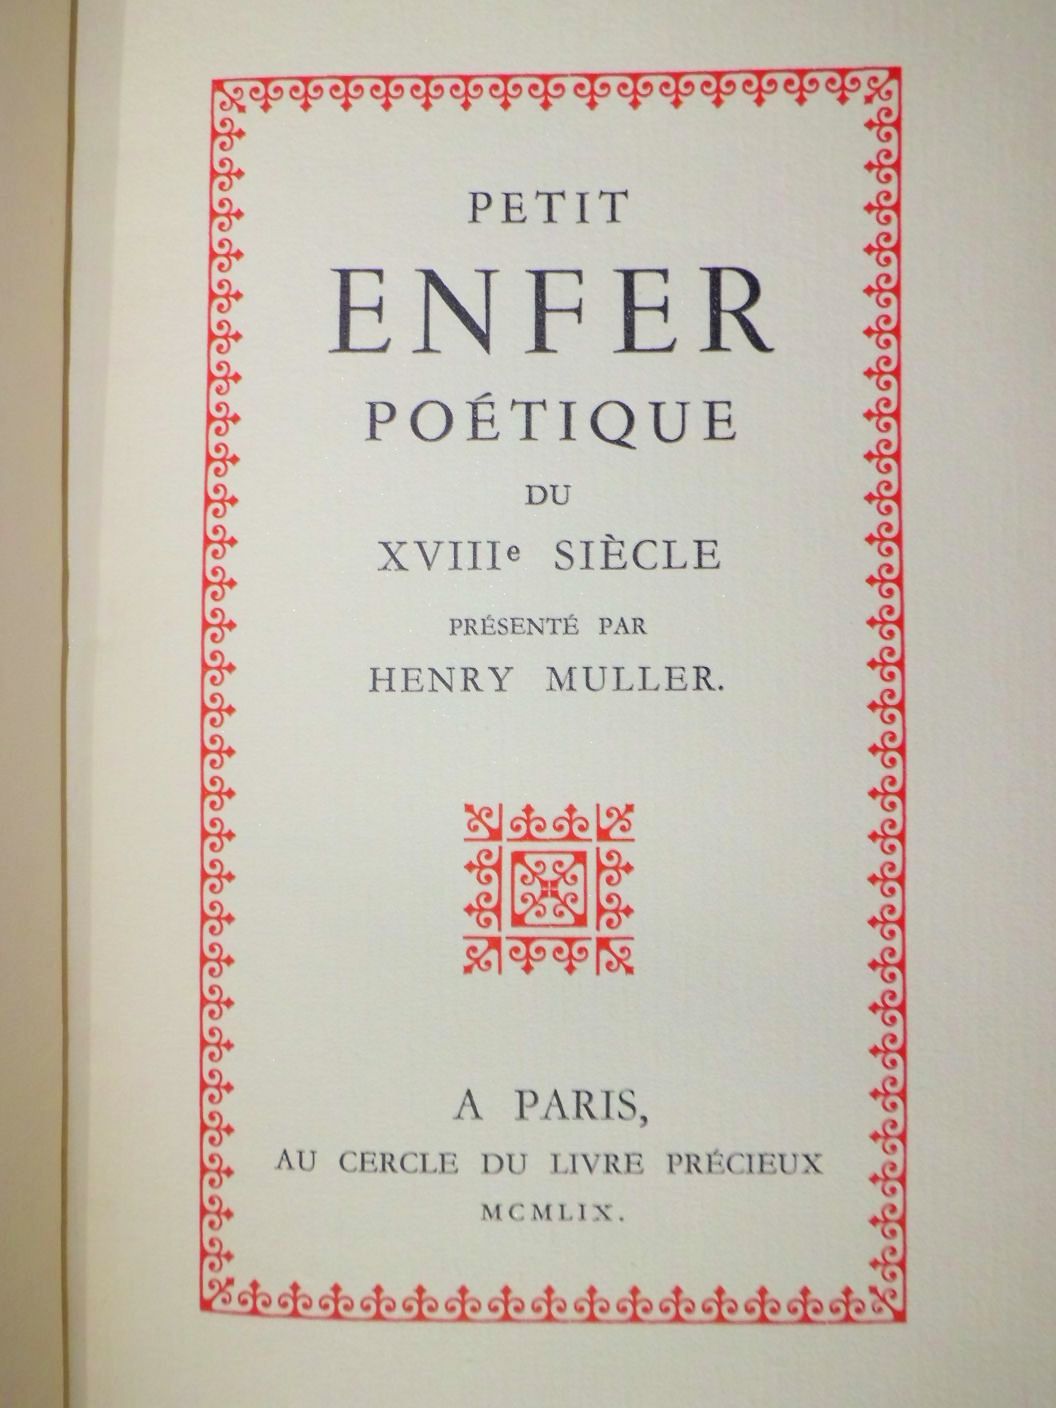 PETIT
ENFER
POÉTIQUE
DU
XVIIIe SIÈCLE
PRÉSENTÉ PAR
HENRY MULLER.
A PARIS,
AU CERCLE DU LIVRE PRÉCIEUX
MCMLIX.